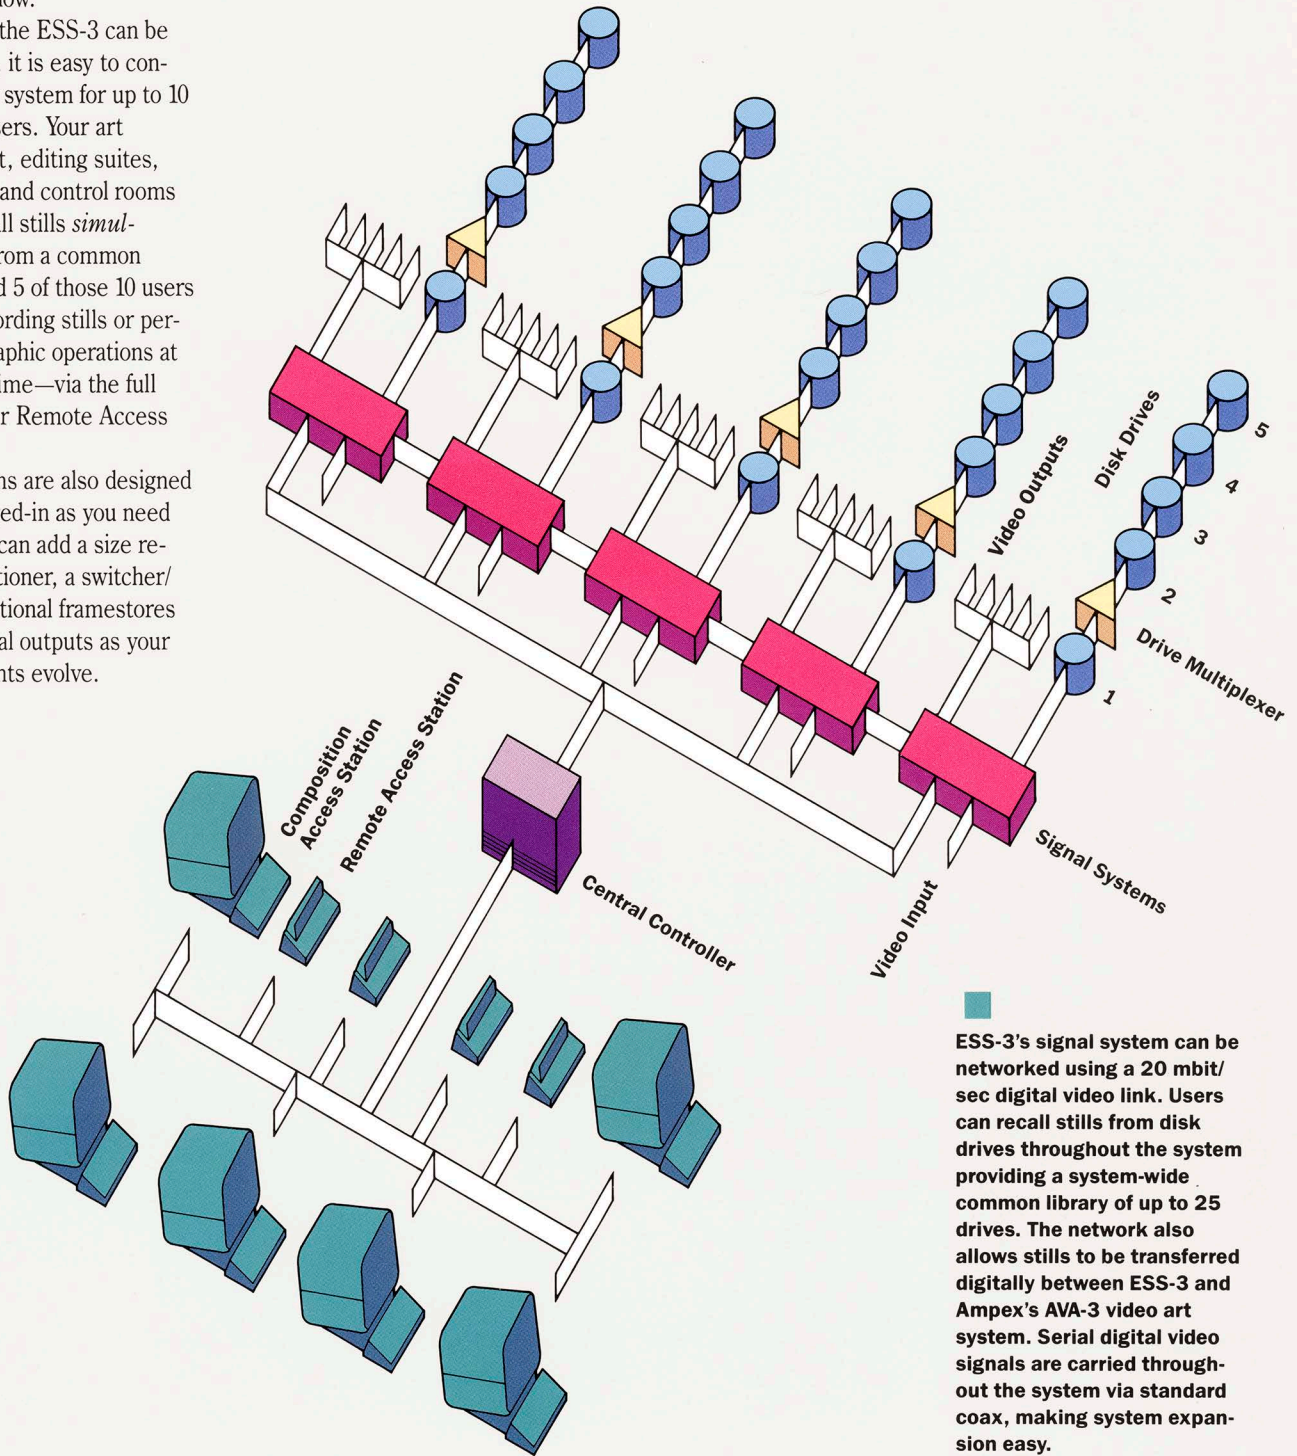 the ESS-3 can be
it is easy to con-
system for up to 10
sers. Your art
t, editing suites,
and control rooms
all stills simul-
rom a common
d 5 of those 10 users
ording stills or per-
aphic operations at
ime—via the full
r Remote Access
ns are also designed
ed-in as you need
can add a size re-
tioner, a switcher/
tional framestores
al outputs as your
nts evolve.
Video Outputs
Disk Drives
5
4
3
2
1
Drive Multiplexer
Signal Systems
Video Input
Central Controller
Composition
Access Station
Remote Access Station
ESS-3’s signal system can be
networked using a 20 mbit/
sec digital video link. Users
can recall stills from disk
drives throughout the system
providing a system-wide
common library of up to 25
drives. The network also
allows stills to be transferred
digitally between ESS-3 and
Ampex’s AVA-3 video art
system. Serial digital video
signals are carried through-
out the system via standard
coax, making system expan-
sion easy.